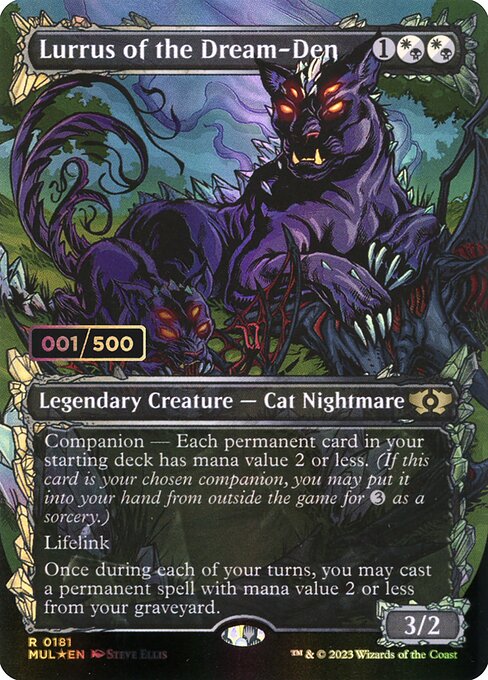 Lurrus of the Dream-Den 1
001/500
Legendary Creature — Cat Nightmare
Companion — Each permanent card in your
starting deck has mana value 2 or less. (If this
card is your chosen companion, you may put it
into your hand from outside the game for 3 as a
sorcery.)
Lifelink
Once during each of your turns, you may cast
a permanent spell with mana value 2 or less
from your graveyard.
3/2
R 0181
MUL★EN Steve Ellis
™ & © 2023 Wizards of the Coast